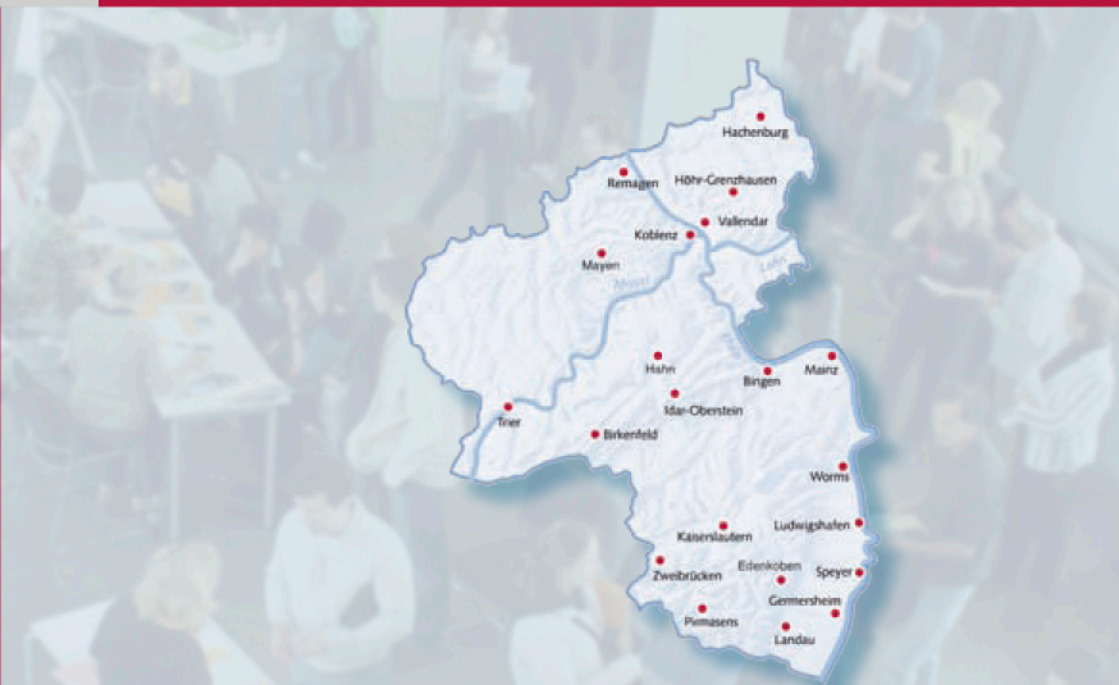 Hachenburg
Remagen
Höhr-Grenzhausen
Vallendar
Koblenz
Mayen
Lahn
Mosel
Hahn
Bingen
Mainz
Idar-Oberstein
Trier
Birkenfeld
Worms
Kaiserslautern
Ludwigshafen
Zweibrücken
Edenkoben
Speyer
Germersheim
Pirmasens
Landau